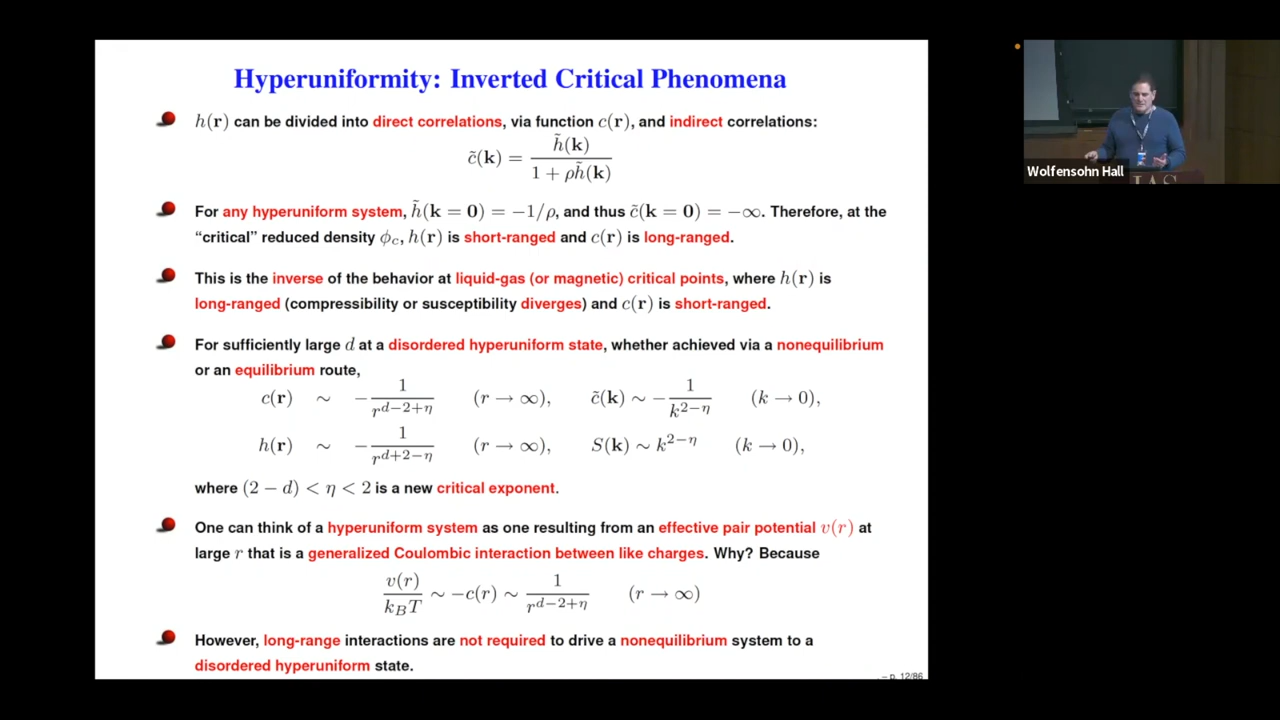 Hyperuniformity: Inverted Critical Phenomena
h(r) can be divided into direct correlations, via function c(r), and indirect correlations:
c̃(k) = h̃(k) / (1 + ρh̃(k))
For any hyperuniform system, h̃(k = 0) = −1/ρ, and thus c̃(k = 0) = −∞. Therefore, at the
“critical” reduced density ϕ_c, h(r) is short-ranged and c(r) is long-ranged.
This is the inverse of the behavior at liquid-gas (or magnetic) critical points, where h(r) is
long-ranged (compressibility or susceptibility diverges) and c(r) is short-ranged.
For sufficiently large d at a disordered hyperuniform state, whether achieved via a nonequilibrium
or an equilibrium route,
c(r) ∼ − 1 / r^{d−2+η} (r → ∞), c̃(k) ∼ − 1 / k^{2−η} (k → 0),
h(r) ∼ − 1 / r^{d+2−η} (r → ∞), S(k) ∼ k^{2−η} (k → 0),
where (2 − d) < η < 2 is a new critical exponent.
One can think of a hyperuniform system as one resulting from an effective pair potential v(r) at
large r that is a generalized Coulombic interaction between like charges. Why? Because
v(r) / k_B T ∼ −c(r) ∼ 1 / r^{d−2+η} (r → ∞)
However, long-range interactions are not required to drive a nonequilibrium system to a
disordered hyperuniform state.
– p. 12/86
Wolfensohn Hall
IAS